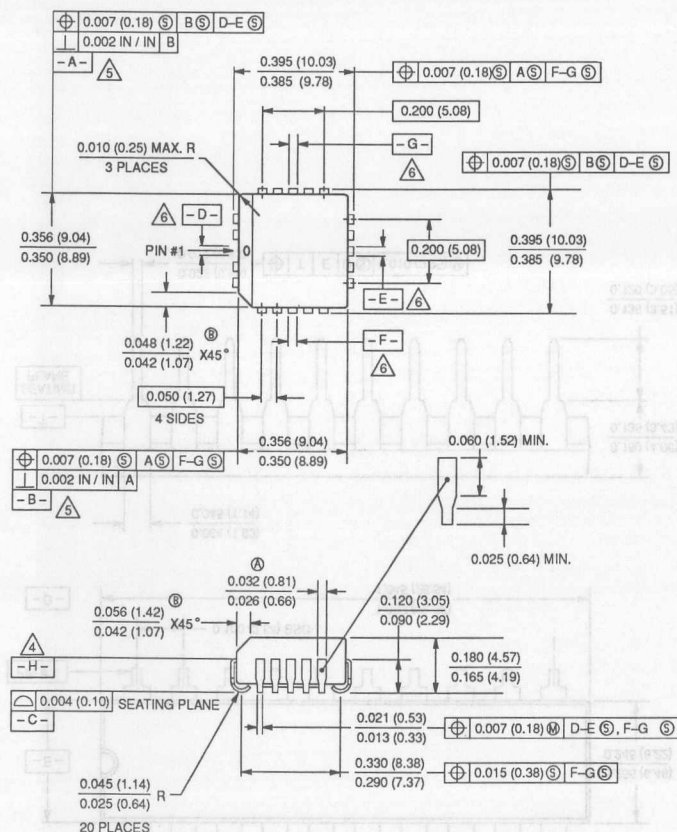 ⌖ 0.007 (0.18) Ⓢ B Ⓢ D–E Ⓢ
⊥ 0.002 IN / IN B
- A -
5
0.395 (10.03)
0.385 (9.78)
⌖ 0.007 (0.18) Ⓢ A Ⓢ F–G Ⓢ
0.200 (5.08)
0.010 (0.25) MAX. R
3 PLACES
- G -
6
⌖ 0.007 (0.18) Ⓢ B Ⓢ D–E Ⓢ
6
- D -
0.356 (9.04)
0.350 (8.89)
PIN #1
0.200 (5.08)
0.395 (10.03)
0.385 (9.78)
- E -
6
0.048 (1.22)
0.042 (1.07)
Ⓑ
X45°
- F -
6
0.050 (1.27)
4 SIDES
0.356 (9.04)
0.350 (8.89)
0.060 (1.52) MIN.
⌖ 0.007 (0.18) Ⓢ A Ⓢ F–G Ⓢ
⊥ 0.002 IN / IN A
- B -
5
0.025 (0.64) MIN.
Ⓐ
0.032 (0.81)
0.026 (0.66)
0.056 (1.42)
0.042 (1.07)
Ⓑ
X45°
0.120 (3.05)
0.090 (2.29)
4
- H -
0.180 (4.57)
0.165 (4.19)
⌓ 0.004 (0.10) SEATING PLANE
- C -
0.021 (0.53)
0.013 (0.33)
⌖ 0.007 (0.18) Ⓜ D–E Ⓢ, F–G Ⓢ
0.330 (8.38)
0.290 (7.37)
⌖ 0.015 (0.38) Ⓢ F–G Ⓢ
0.045 (1.14)
0.025 (0.64)
R
20 PLACES